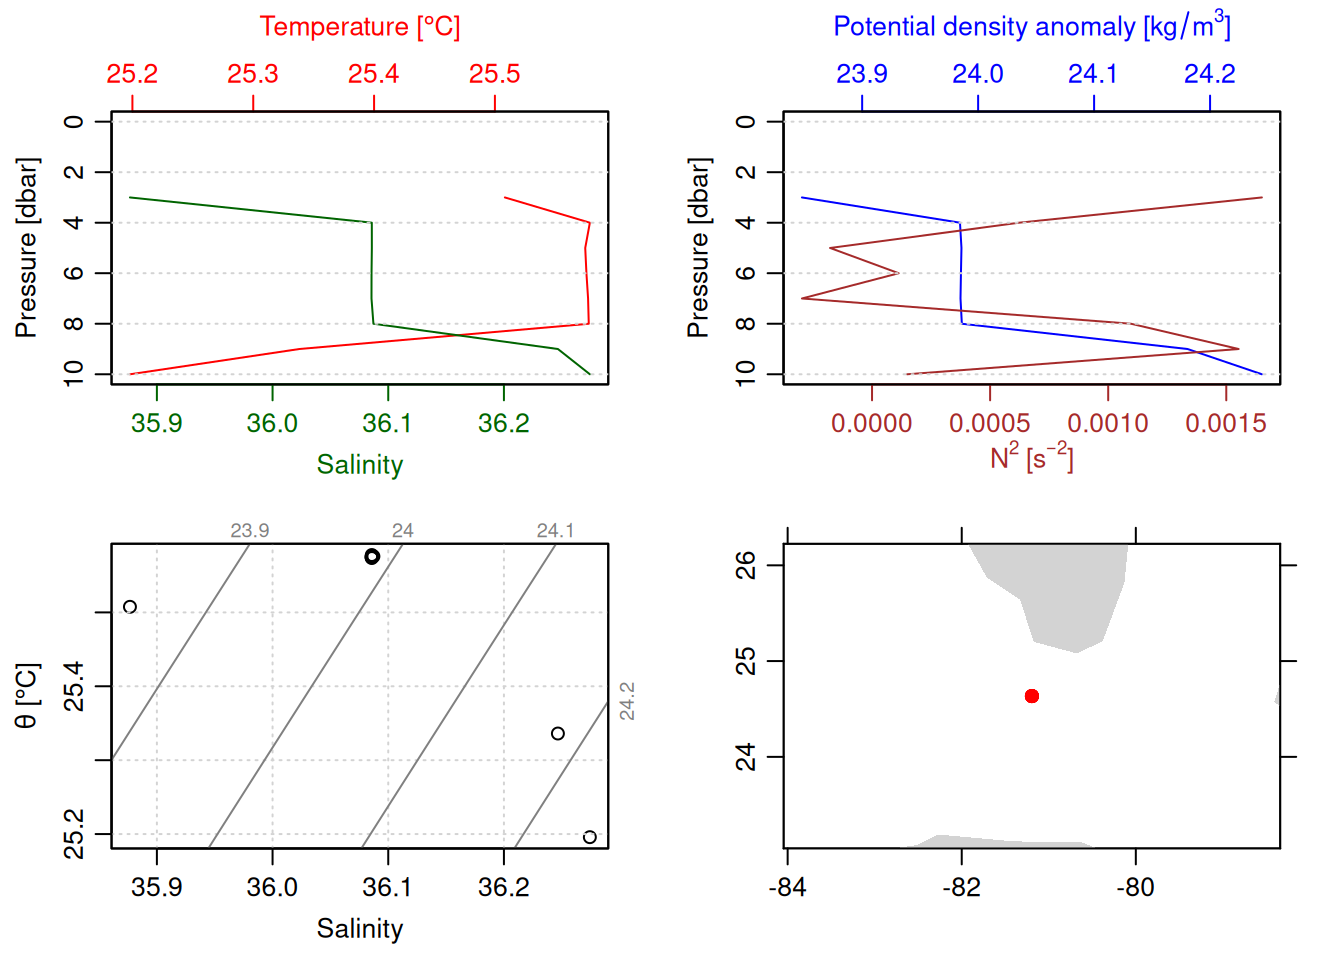 Temperature [°C]
25.2 25.3 25.4 25.5
Pressure [dbar]
0
2
4
6
8
10
35.9 36.0 36.1 36.2
Salinity
Potential density anomaly [kg/m³]
23.9 24.0 24.1 24.2
Pressure [dbar]
0
2
4
6
8
10
0.0000 0.0005 0.0010 0.0015
N² [s⁻²]
23.9 24 24.1
24.2
θ [°C]
25.4
25.2
35.9 36.0 36.1 36.2
Salinity
26
25
24
-84 -82 -80